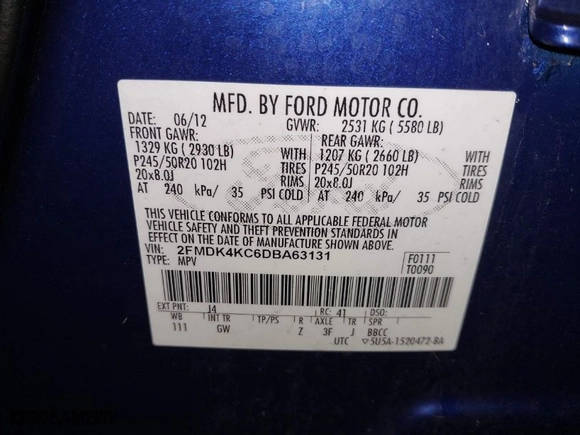 MFD. BY FORD MOTOR CO.
DATE: 06/12 GVWR: 2531 KG ( 5580 LB)
FRONT GAWR: REAR GAWR:
1329 KG ( 2930 LB) WITH 1207 KG ( 2660 LB) WITH
P245/50R20 102H TIRES P245/50R20 102H TIRES
20x8.0J RIMS 20x8.0J RIMS
AT 240 kPa/ 35 PSI COLD AT 240 kPa/ 35 PSI COLD
THIS VEHICLE CONFORMS TO ALL APPLICABLE FEDERAL MOTOR
VEHICLE SAFETY AND THEFT PREVENTION STANDARDS IN
EFFECT ON THE DATE OF MANUFACTURE SHOWN ABOVE.
VIN: 2FMDK4KC6DBA63131 F0111
TYPE: MPV T0090
EXT PNT: J4 RC: 41 DSO:
WB INT TR TP/PS R AXLE TR SPR
111 GW Z 3F J BBCC
UTC ▽5U5A-1520472-BA